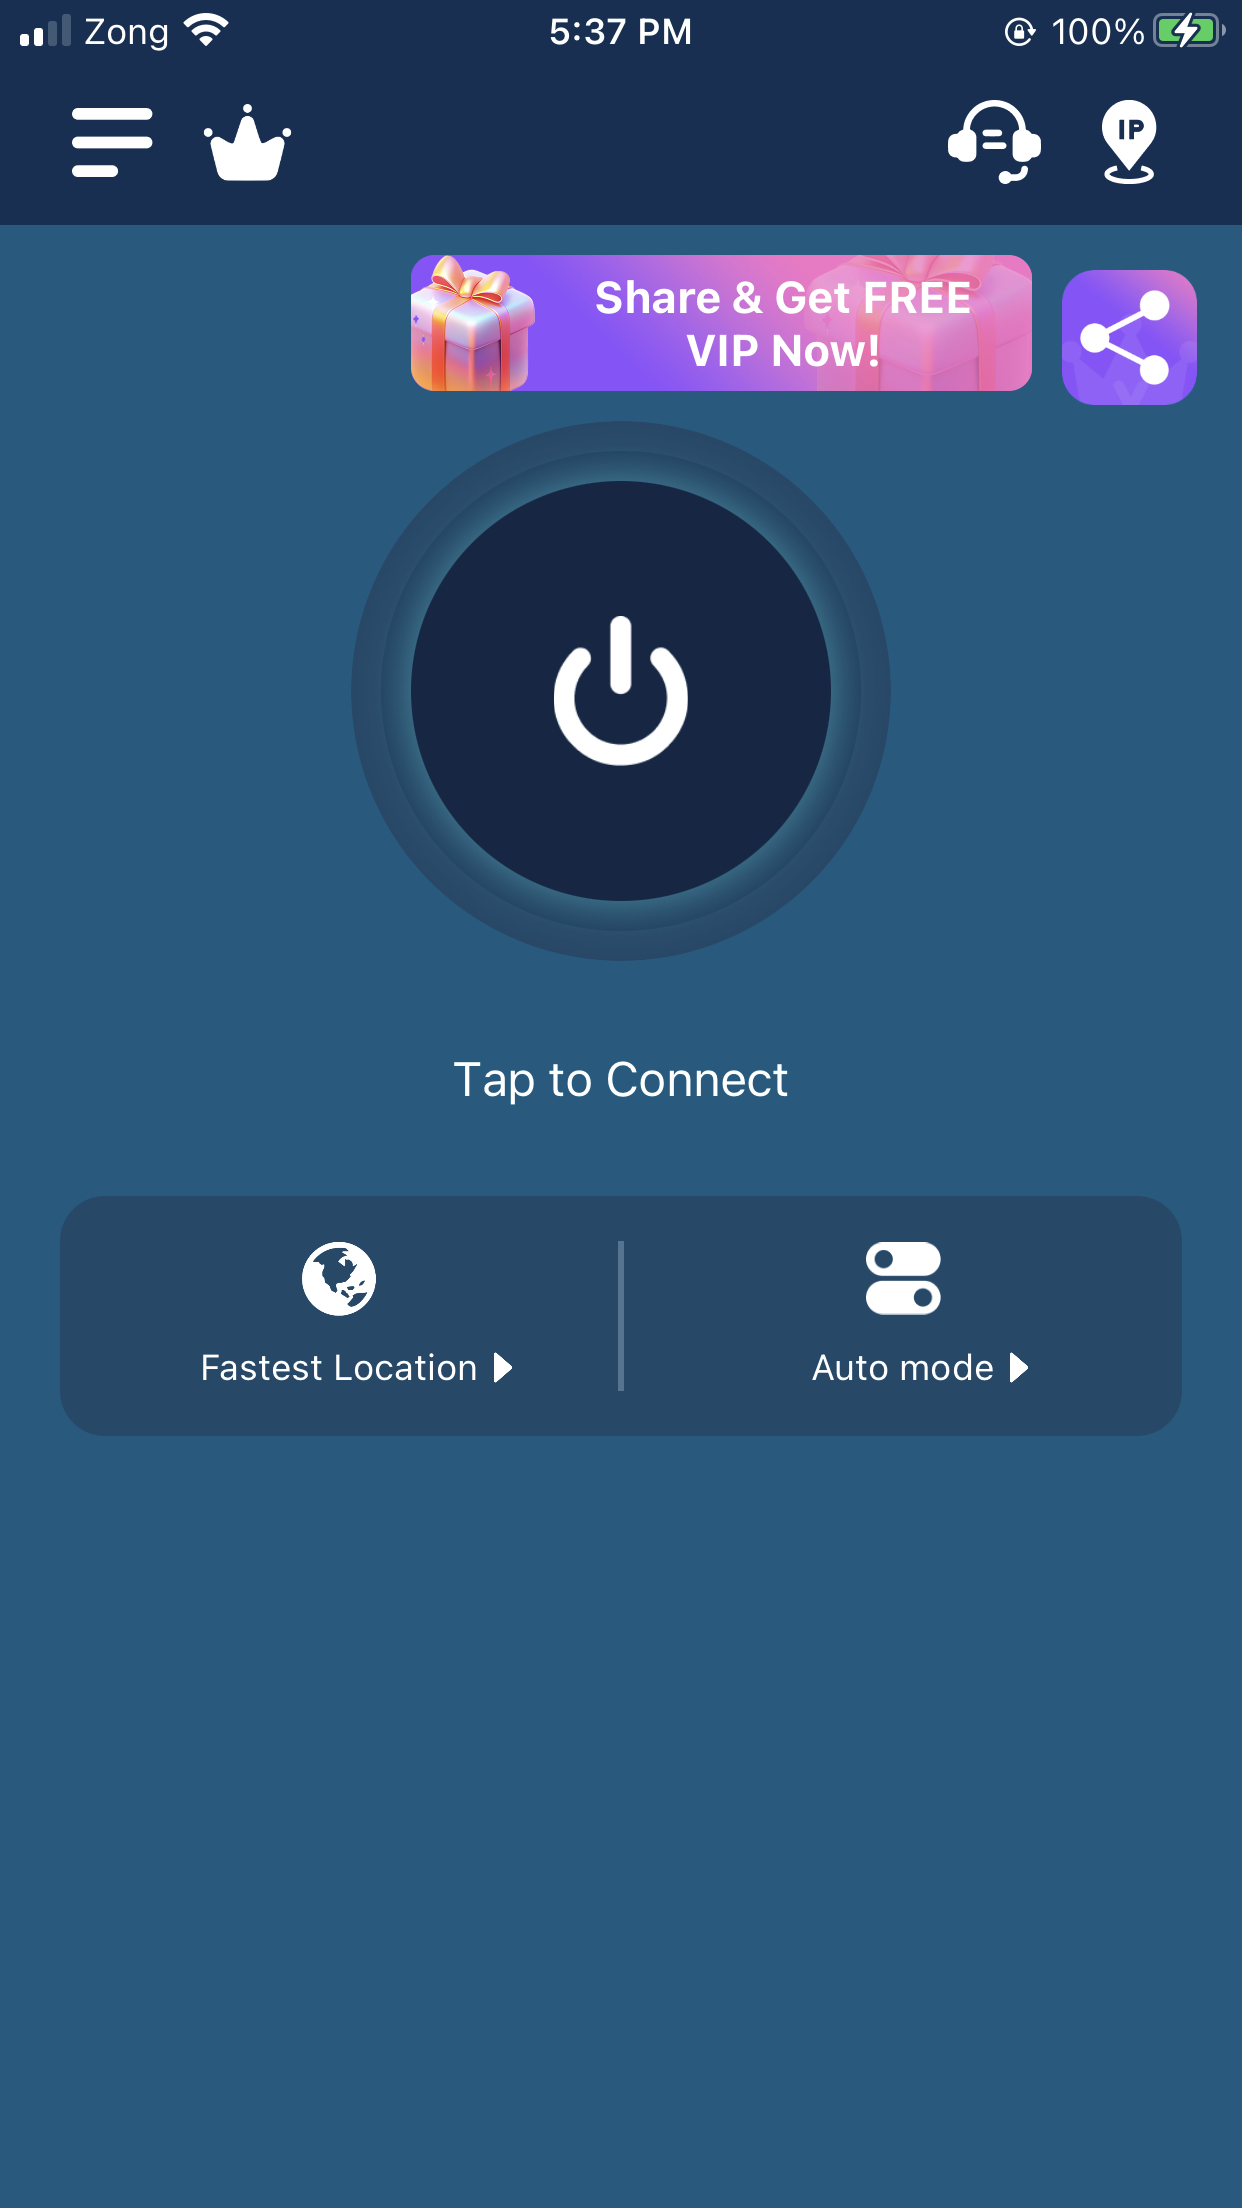 Zong
5:37 PM
100%
IP
Share & Get FREE
VIP Now!
Tap to Connect
Fastest Location
Auto mode